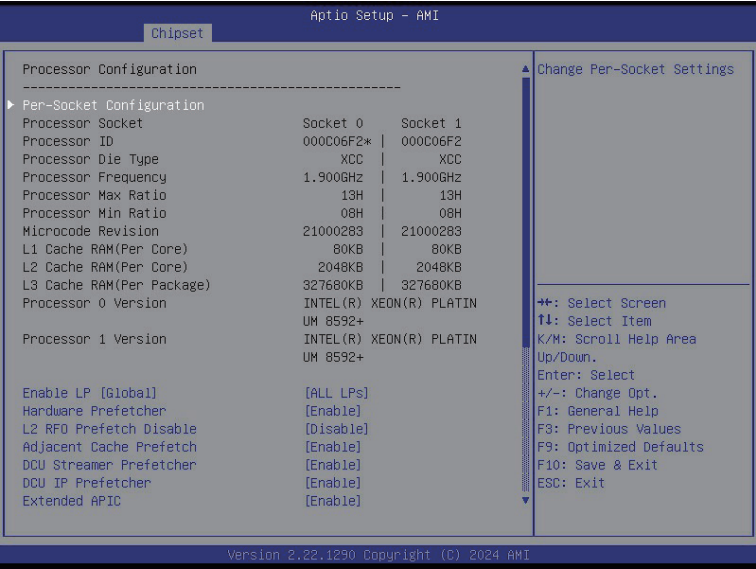 Aptio Setup – AMI
Chipset
Processor Configuration
--------------------------------------------------
Per-Socket Configuration
Processor Socket Socket 0 Socket 1
Processor ID 000C06F2* | 000C06F2
Processor Die Type XCC | XCC
Processor Frequency 1.900GHz | 1.900GHz
Processor Max Ratio 13H | 13H
Processor Min Ratio 08H | 08H
Microcode Revision 21000283 | 21000283
L1 Cache RAM(Per Core) 80KB | 80KB
L2 Cache RAM(Per Core) 2048KB | 2048KB
L3 Cache RAM(Per Package) 327680KB | 327680KB
Processor 0 Version INTEL(R) XEON(R) PLATIN
UM 8592+
Processor 1 Version INTEL(R) XEON(R) PLATIN
UM 8592+
Enable LP [Global] [ALL LPs]
Hardware Prefetcher [Enable]
L2 RFO Prefetch Disable [Disable]
Adjacent Cache Prefetch [Enable]
DCU Streamer Prefetcher [Enable]
DCU IP Prefetcher [Enable]
Extended APIC [Enable]
Change Per-Socket Settings
→←: Select Screen
↑↓: Select Item
K/M: Scroll Help Area
Up/Down.
Enter: Select
+/-: Change Opt.
F1: General Help
F3: Previous Values
F9: Optimized Defaults
F10: Save & Exit
ESC: Exit
Version 2.22.1290 Copyright (C) 2024 AMI